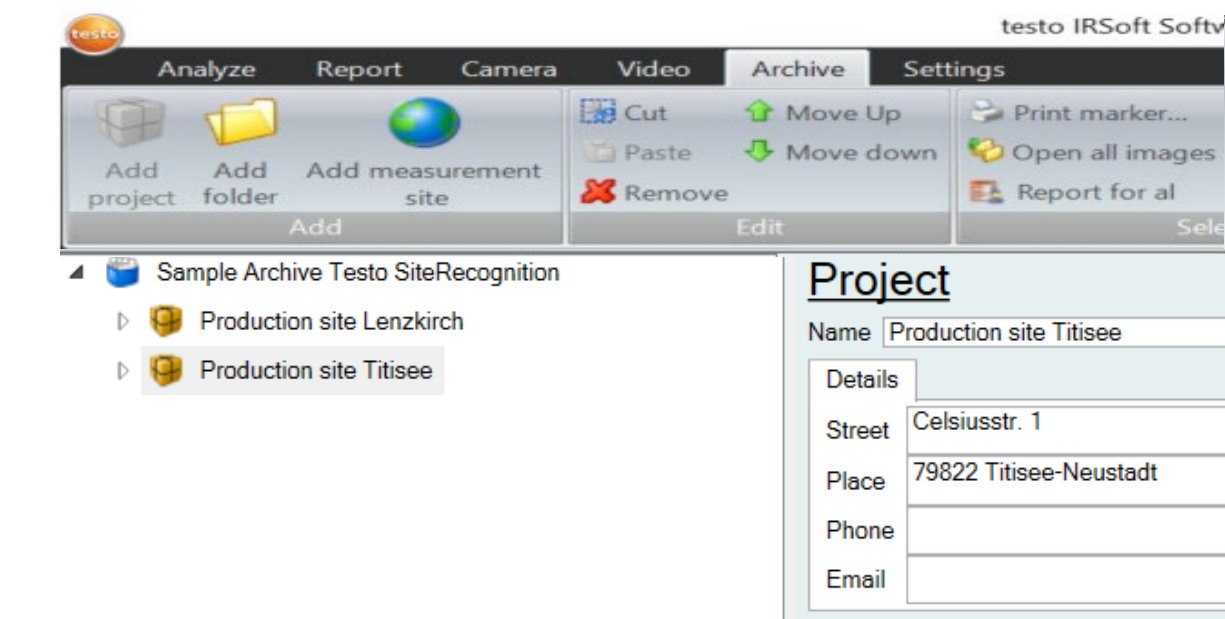 testo IRSoft Softw
testo
Analyze Report Camera Video Archive Settings
Add project
Add folder
Add measurement site
Add
Cut
Paste
Remove
Move Up
Move down
Edit
Print marker...
Open all images
Report for al
Sele
Sample Archive Testo SiteRecognition
Production site Lenzkirch
Production site Titisee
Project
Name Production site Titisee
Details
Street Celsiusstr. 1
Place 79822 Titisee-Neustadt
Phone
Email